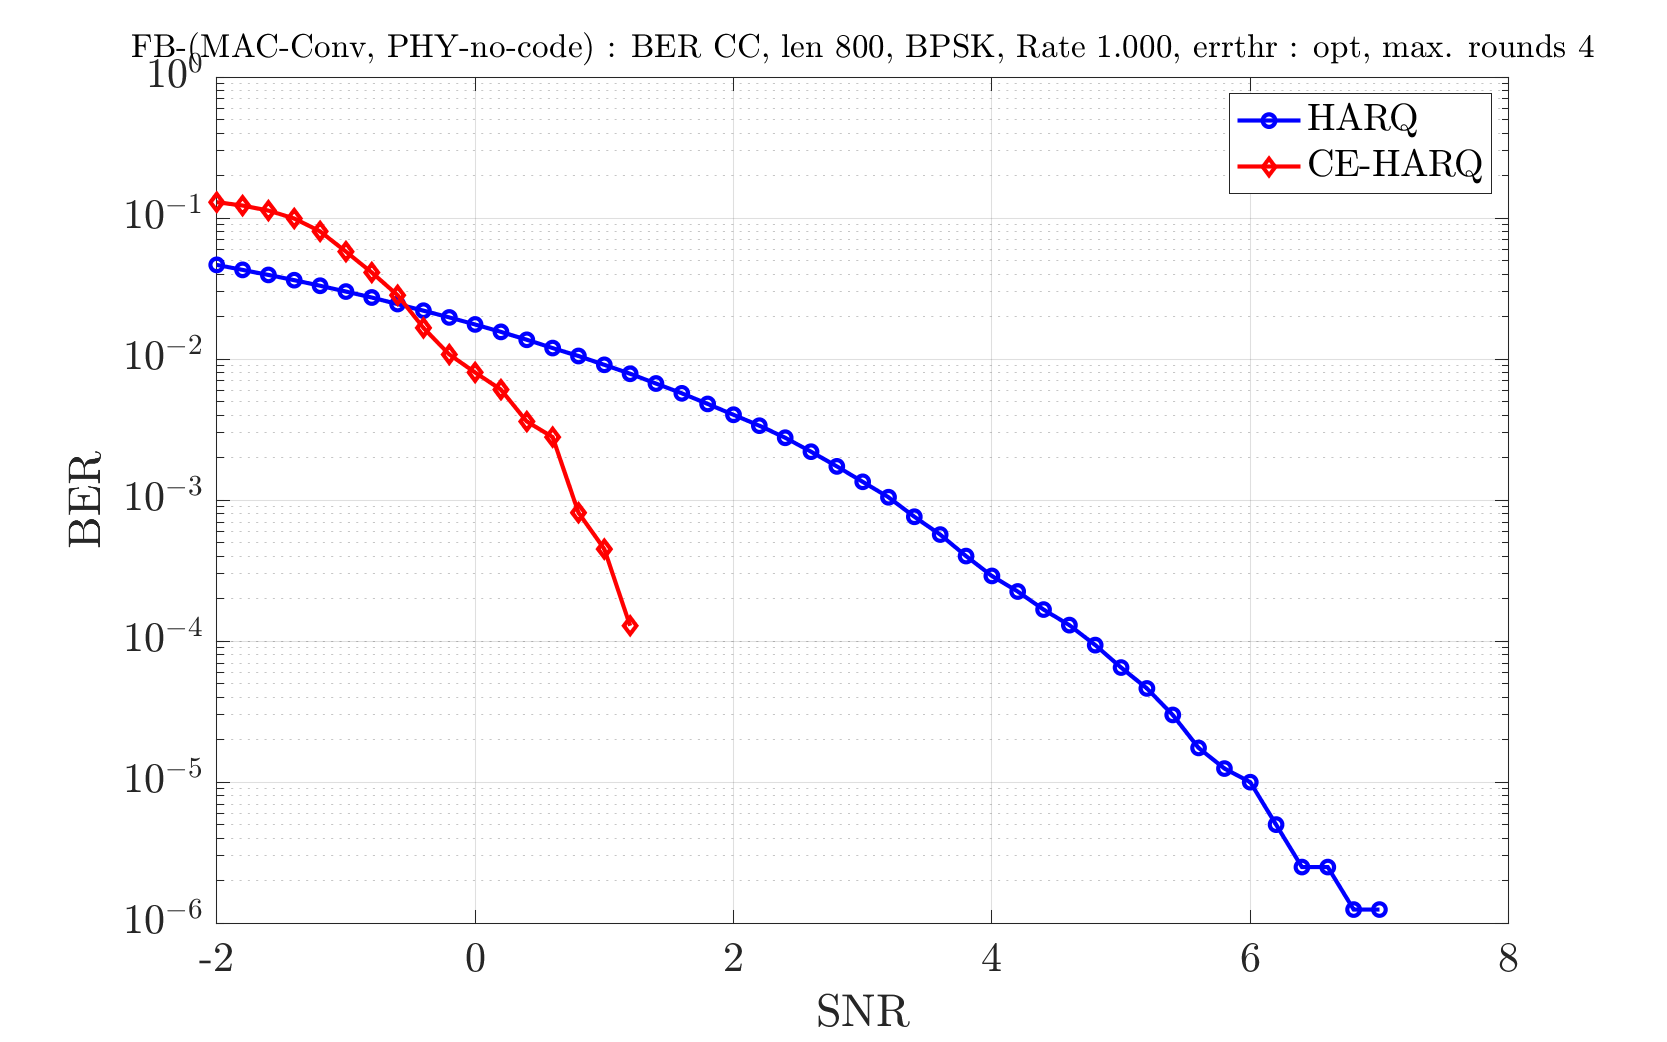 FB-(MAC-Conv, PHY-no-code) : BER CC, len 800, BPSK, Rate 1.000, errthr : opt, max. rounds 4
10^0
HARQ
CE-HARQ
10^-1
10^-2
10^-3
10^-4
10^-5
10^-6
BER
-2 0 2 4 6 8
SNR